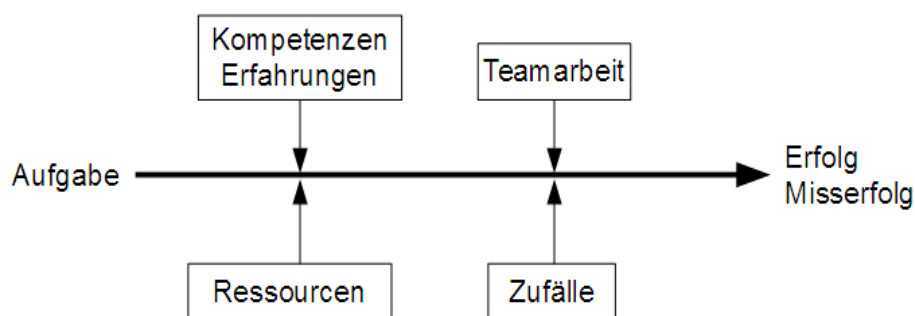 Kompetenzen
Erfahrungen
Teamarbeit
Aufgabe
Erfolg
Misserfolg
Ressourcen
Zufälle